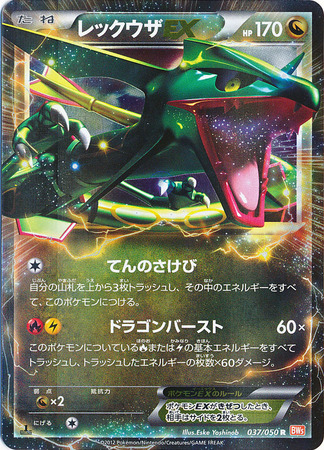 たね
レックウザEX
HP170
てんのさけび
自分の山札を上から3枚トラッシュし、その中のエネルギーをすべ
て、このポケモンにつける。
ドラゴンバースト 60×
このポケモンについている🔥または⚡の基本エネルギーをすべて
トラッシュし、トラッシュしたエネルギーの枚数×60ダメージ。
弱点 抵抗力
×2
ポケモンEXのルール
ポケモンEXがきぜつしたとき、
相手はサイドを2枚とる。
にげる
Illus.Eske Yoshinob
BW5 037/050 R
©2012 Pokémon/Nintendo/Creatures/GAME FREAK